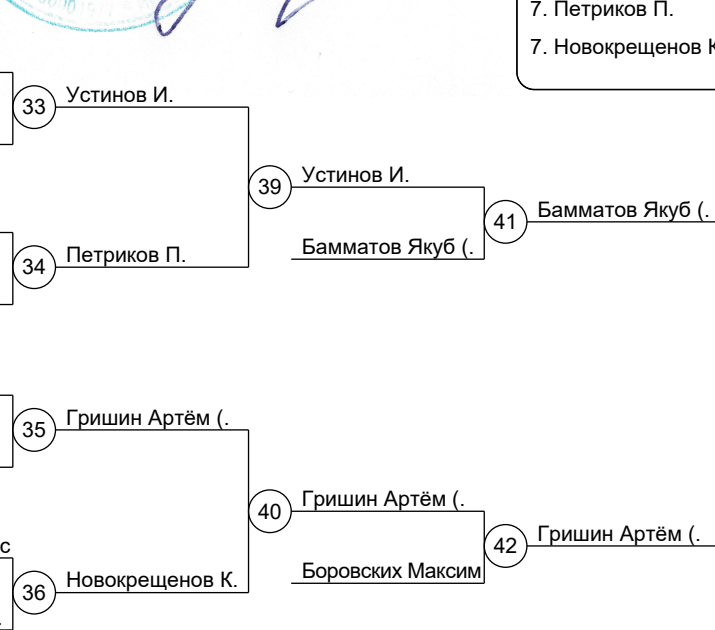 7. Петриков П.
7. Новокрещенов К
33 Устинов И.
39 Устинов И.
41 Бамматов Якуб (.
Бамматов Якуб (.
34 Петриков П.
35 Гришин Артём (.
40 Гришин Артём (.
42 Гришин Артём (.
с
Боровских Максим
36 Новокрещенов К.